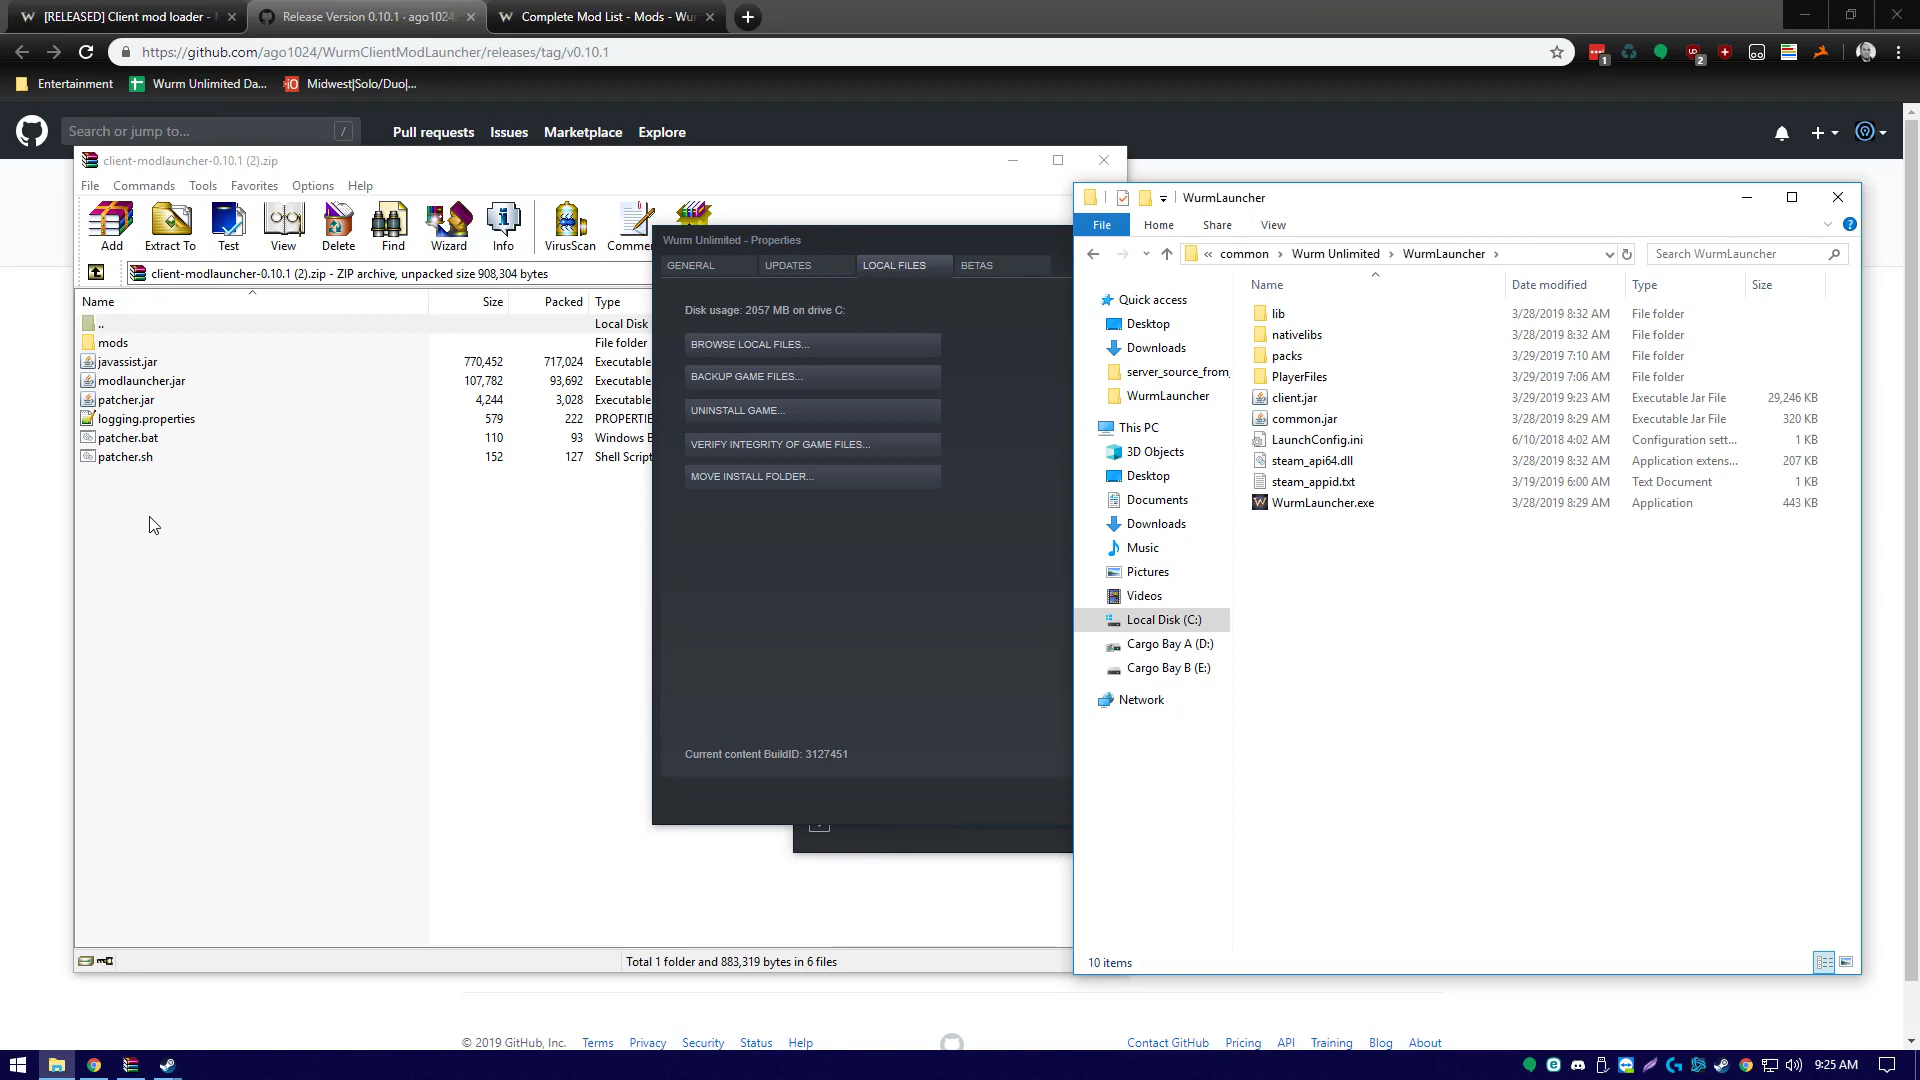 [RELEASED] Client mod loader -
Release Version 0.10.1 · ago1024
Complete Mod List - Mods - Wu
https://github.com/ago1024/WurmClientModLauncher/releases/tag/v0.10.1
1
2
Entertainment
Wurm Unlimited Da...
Midwest|Solo/Duo|...
Search or jump to...
/
Pull requests
Issues
Marketplace
Explore
client-modlauncher-0.10.1 (2).zip
File
Commands
Tools
Favorites
Options
Help
Add
Extract To
Test
View
Delete
Find
Wizard
Info
VirusScan
Comme
client-modlauncher-0.10.1 (2).zip - ZIP archive, unpacked size 908,304 bytes
Name Size Packed Type
.. Local Disk
mods File folder
javassist.jar 770,452 717,024 Executable
modlauncher.jar 107,782 93,692 Executable
patcher.jar 4,244 3,028 Executable
logging.properties 579 222 PROPERTIE
patcher.bat 110 93 Windows B
patcher.sh 152 127 Shell Script
Total 1 folder and 883,319 bytes in 6 files
Wurm Unlimited - Properties
GENERAL
UPDATES
LOCAL FILES
BETAS
Disk usage: 2057 MB on drive C:
BROWSE LOCAL FILES...
BACKUP GAME FILES...
UNINSTALL GAME...
VERIFY INTEGRITY OF GAME FILES...
MOVE INSTALL FOLDER...
Current content BuildID: 3127451
WurmLauncher
File
Home
Share
View
« common › Wurm Unlimited › WurmLauncher ›
Search WurmLauncher
Quick access
Desktop
Downloads
server_source_from_
WurmLauncher
This PC
3D Objects
Desktop
Documents
Downloads
Music
Pictures
Videos
Local Disk (C:)
Cargo Bay A (D:)
Cargo Bay B (E:)
Network
Name Date modified Type Size
lib 3/28/2019 8:32 AM File folder
nativelibs 3/28/2019 8:32 AM File folder
packs 3/29/2019 7:10 AM File folder
PlayerFiles 3/29/2019 7:06 AM File folder
client.jar 3/29/2019 9:23 AM Executable Jar File 29,246 KB
common.jar 3/28/2019 8:29 AM Executable Jar File 320 KB
LaunchConfig.ini 6/10/2018 4:02 AM Configuration sett... 1 KB
steam_api64.dll 3/28/2019 8:32 AM Application extens... 207 KB
steam_appid.txt 3/19/2019 6:00 AM Text Document 1 KB
WurmLauncher.exe 3/28/2019 8:29 AM Application 443 KB
10 items
© 2019 GitHub, Inc.
Terms
Privacy
Security
Status
Help
Contact GitHub
Pricing
API
Training
Blog
About
9:25 AM